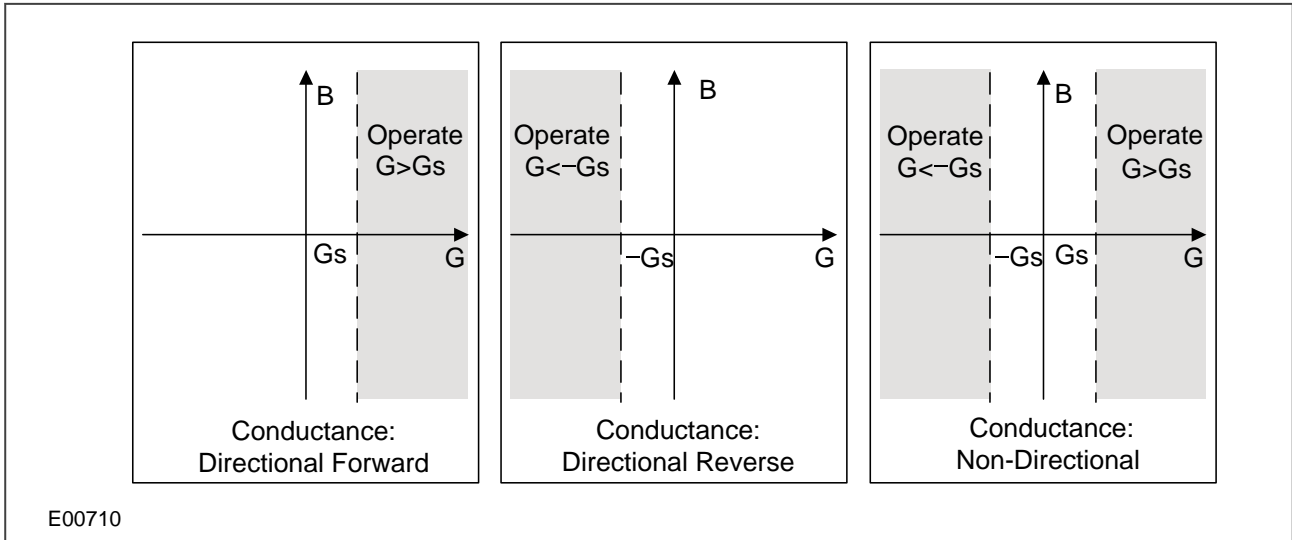 B
Operate
G>Gs
Gs
G
Conductance:
Directional Forward
B
Operate
G<–Gs
–Gs
G
Conductance:
Directional Reverse
B
Operate
G<–Gs
Operate
G>Gs
–Gs Gs
G
Conductance:
Non-Directional
E00710